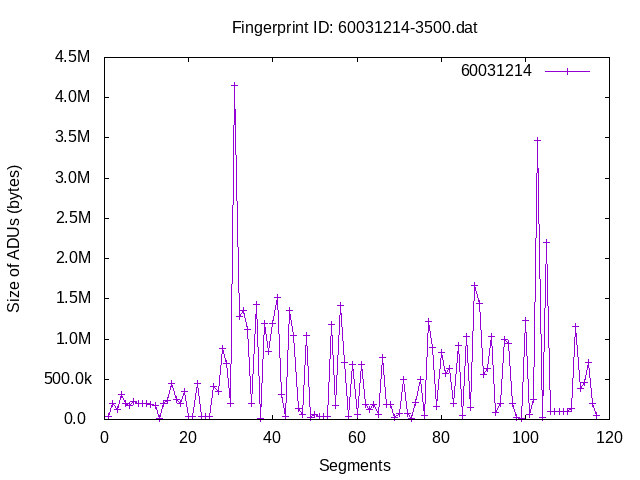 Fingerprint ID: 60031214-3500.dat
60031214
Size of ADUs (bytes)
4.5M
4.0M
3.5M
3.0M
2.5M
2.0M
1.5M
1.0M
500.0k
0.0
0 20 40 60 80 100 120
Segments